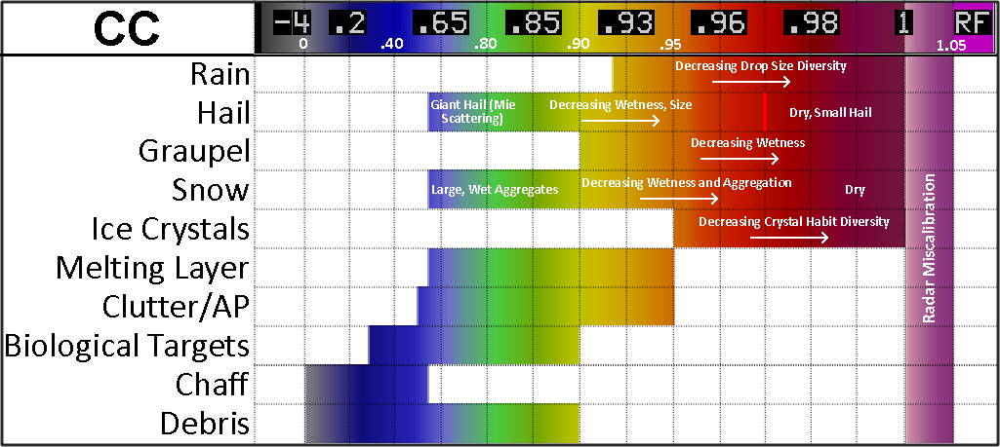 CC
-4 .2 .65 .85 .93 .96 .98 1 RF
0 .40 .80 .90 .95 1.05
Rain
Decreasing Drop Size Diversity
Hail
Giant Hail (Mie
Scattering)
Decreasing Wetness, Size
Dry, Small Hail
Graupel
Decreasing Wetness
Snow
Large, Wet Aggregates
Decreasing Wetness and Aggregation
Dry
Ice Crystals
Decreasing Crystal Habit Diversity
Melting Layer
Clutter/AP
Biological Targets
Chaff
Debris
Radar Miscalibration